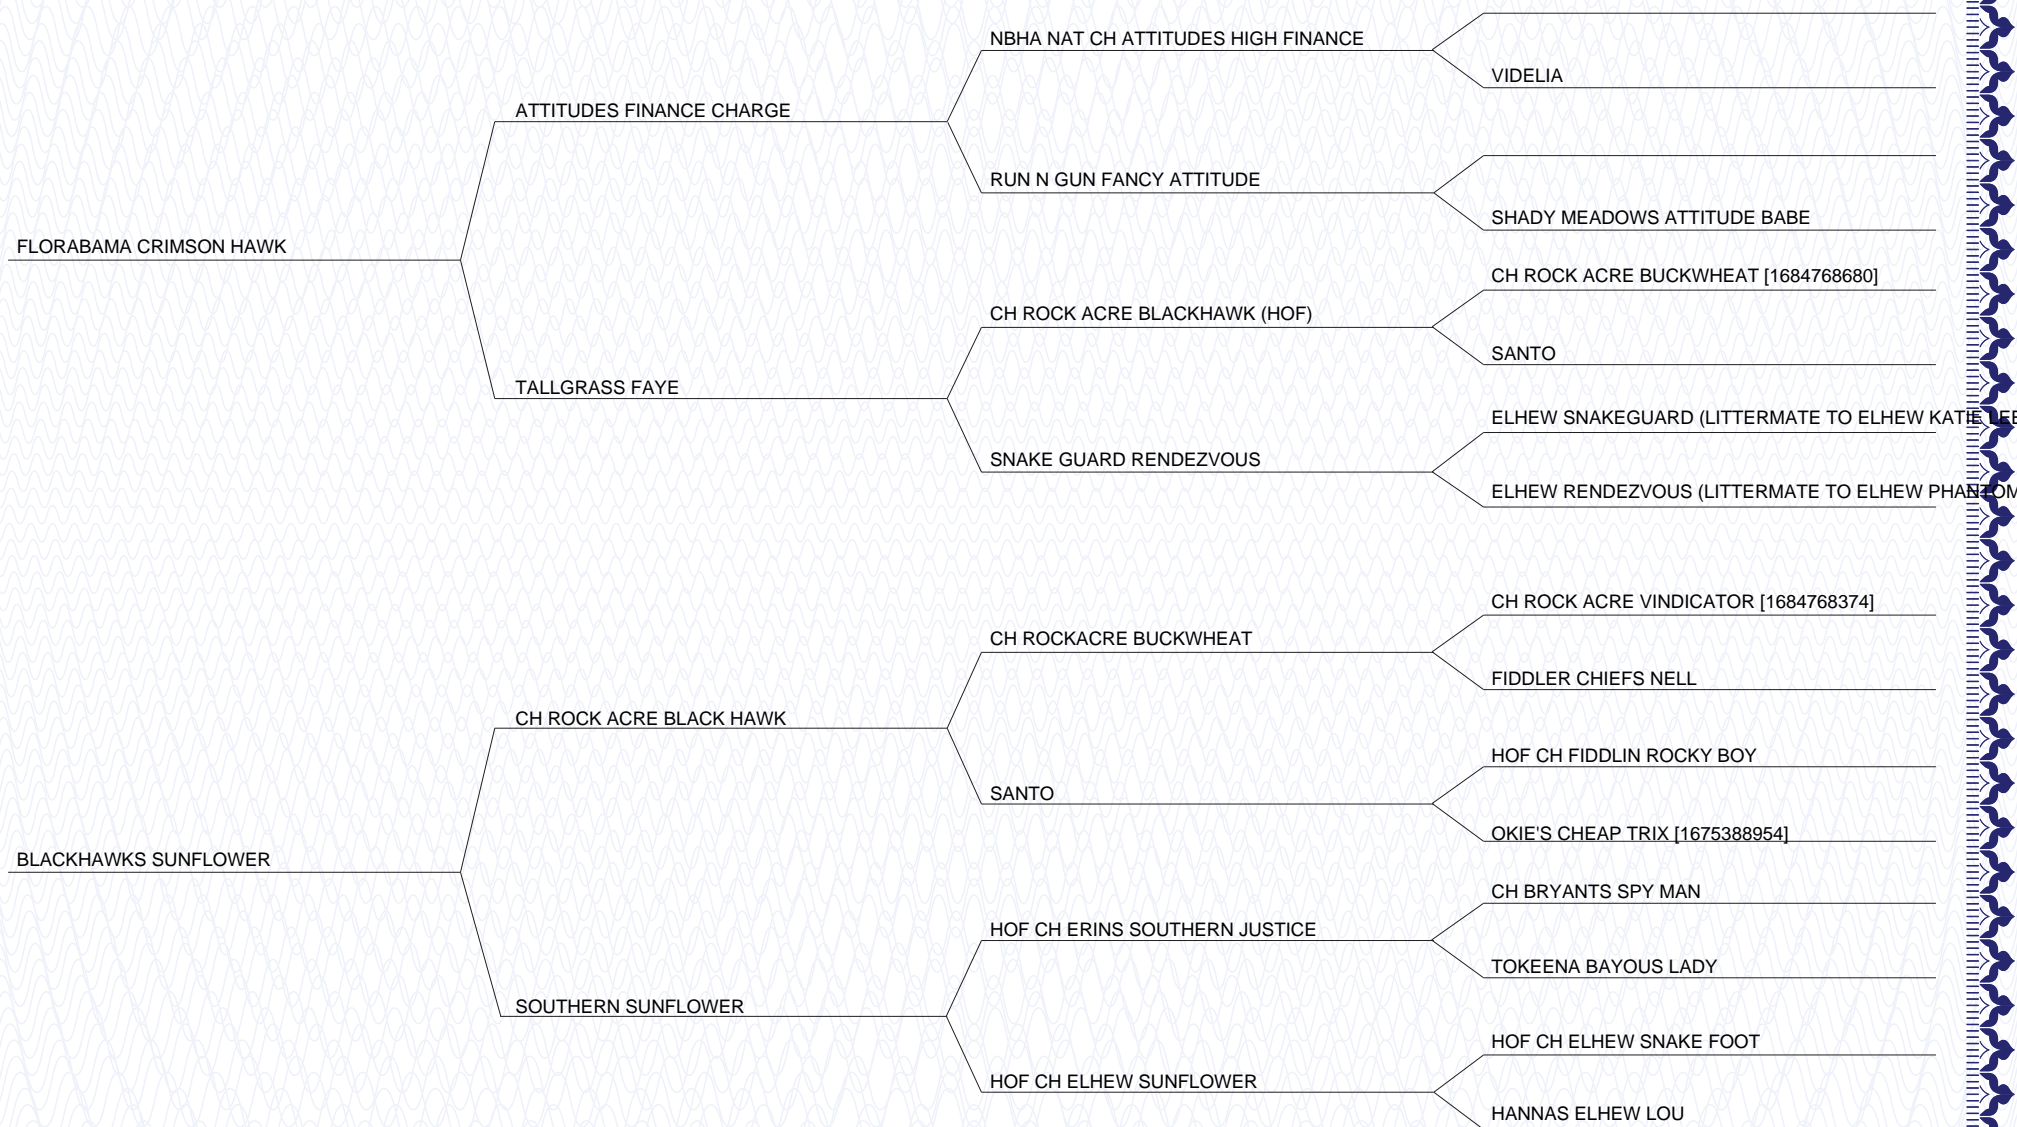 NBHA NAT CH ATTITUDES HIGH FINANCE
VIDELIA
ATTITUDES FINANCE CHARGE
RUN N GUN FANCY ATTITUDE
SHADY MEADOWS ATTITUDE BABE
FLORABAMA CRIMSON HAWK
CH ROCK ACRE BUCKWHEAT [1684768680]
CH ROCK ACRE BLACKHAWK (HOF)
SANTO
TALLGRASS FAYE
ELHEW SNAKEGUARD (LITTERMATE TO ELHEW KATIE LEE
SNAKE GUARD RENDEZVOUS
ELHEW RENDEZVOUS (LITTERMATE TO ELHEW PHANTOM
CH ROCK ACRE VINDICATOR [1684768374]
CH ROCKACRE BUCKWHEAT
FIDDLER CHIEFS NELL
CH ROCK ACRE BLACK HAWK
HOF CH FIDDLIN ROCKY BOY
SANTO
OKIE'S CHEAP TRIX [1675388954]
BLACKHAWKS SUNFLOWER
CH BRYANTS SPY MAN
HOF CH ERINS SOUTHERN JUSTICE
TOKEENA BAYOUS LADY
SOUTHERN SUNFLOWER
HOF CH ELHEW SNAKE FOOT
HOF CH ELHEW SUNFLOWER
HANNAS ELHEW LOU